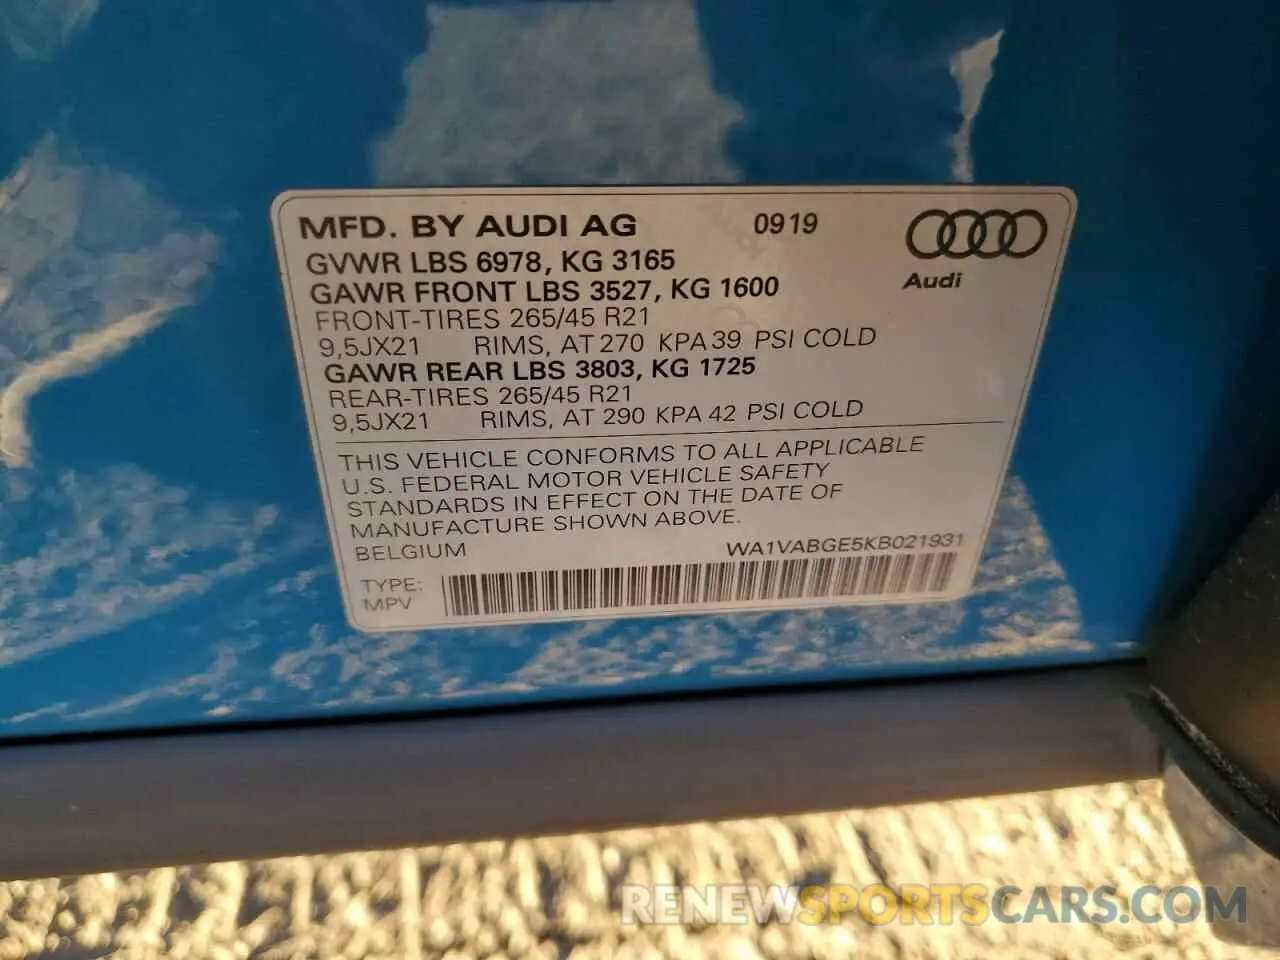 MFD. BY AUDI AG 0919
GVWR LBS 6978, KG 3165
GAWR FRONT LBS 3527, KG 1600
Audi
FRONT-TIRES 265/45 R21
9,5JX21 RIMS, AT 270 KPA 39 PSI COLD
GAWR REAR LBS 3803, KG 1725
REAR-TIRES 265/45 R21
9,5JX21 RIMS, AT 290 KPA 42 PSI COLD
THIS VEHICLE CONFORMS TO ALL APPLICABLE
U.S. FEDERAL MOTOR VEHICLE SAFETY
STANDARDS IN EFFECT ON THE DATE OF
MANUFACTURE SHOWN ABOVE.
BELGIUM WA1VABGE5KB021931
TYPE:
MPV
RENEWSPORTSCARS.COM